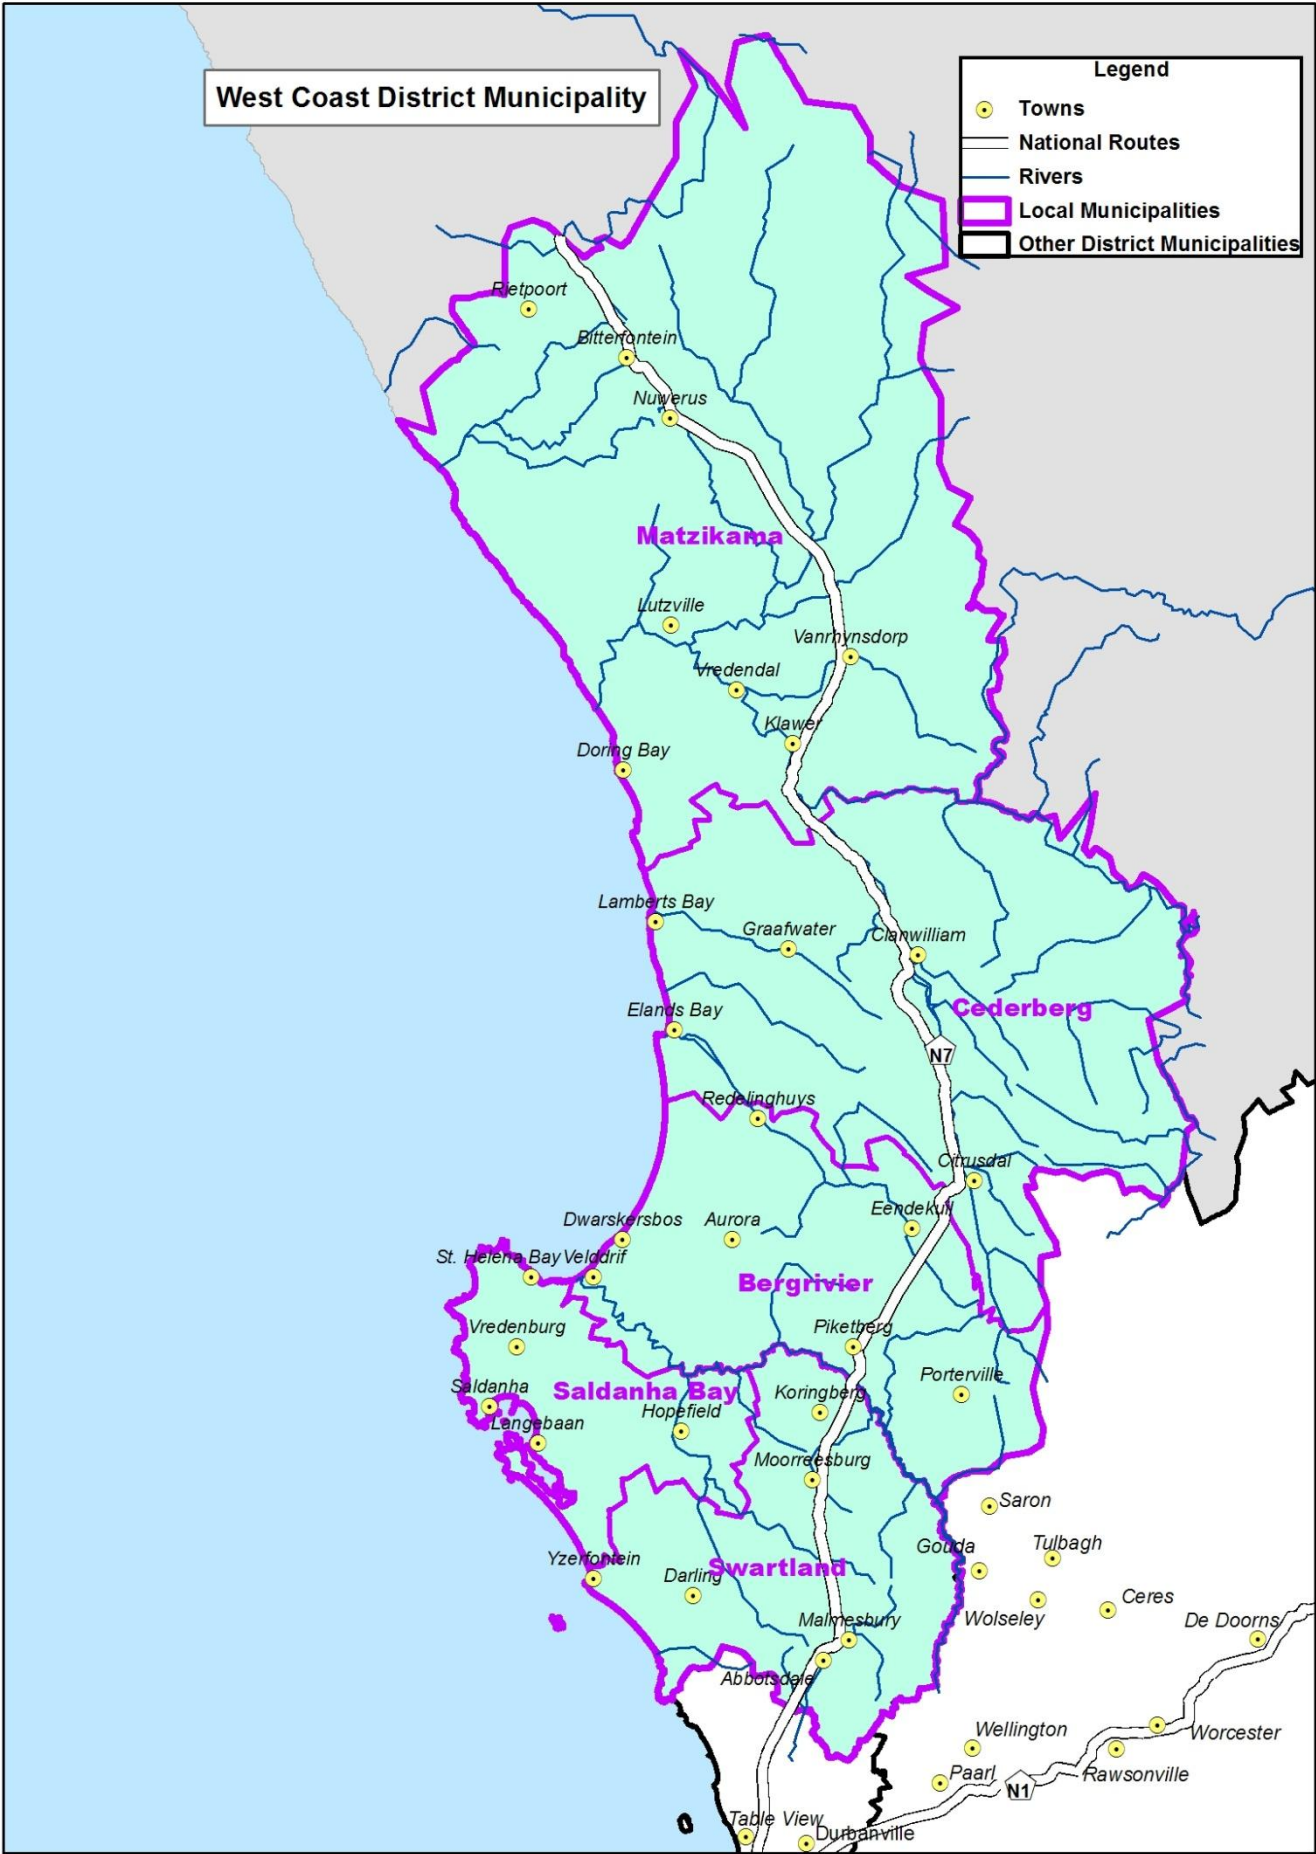 West Coast District Municipality
Legend
Towns
National Routes
Rivers
Local Municipalities
Other District Municipalities
Rietpoort
Bitterfontein
Nuwerus
Matzikama
Lutzville
Vanrhynsdorp
Vredendal
Klawer
Doring Bay
Lamberts Bay
Graafwater
Clanwilliam
Cederberg
Elands Bay
N7
Redelinghuys
Citrusdal
Eendekuil
Dwarskersbos
Aurora
St. Helena Bay
Velddrif
Bergrivier
Vredenburg
Piketberg
Saldanha
Saldanha Bay
Koringberg
Porterville
Hopefield
Langebaan
Moorreesburg
Saron
Gouda
Tulbagh
Yzerfontein
Darling
Swartland
Wolseley
Ceres
Malmesbury
De Doorns
Abbotsdale
Wellington
Worcester
Paarl
Rawsonville
N1
Table View
Durbanville